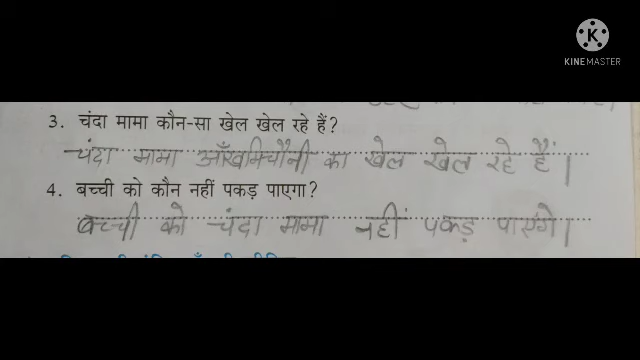 K
KINEMASTER
3. चंदा मामा कौन-सा खेल खेल रहे हैं?
चंदा मामा आँखमिचौनी का खेल खेल रहे हैं।
4. बच्ची को कौन नहीं पकड़ पाएगा?
बच्ची को चंदा मामा नहीं पकड़ पाएंगे।